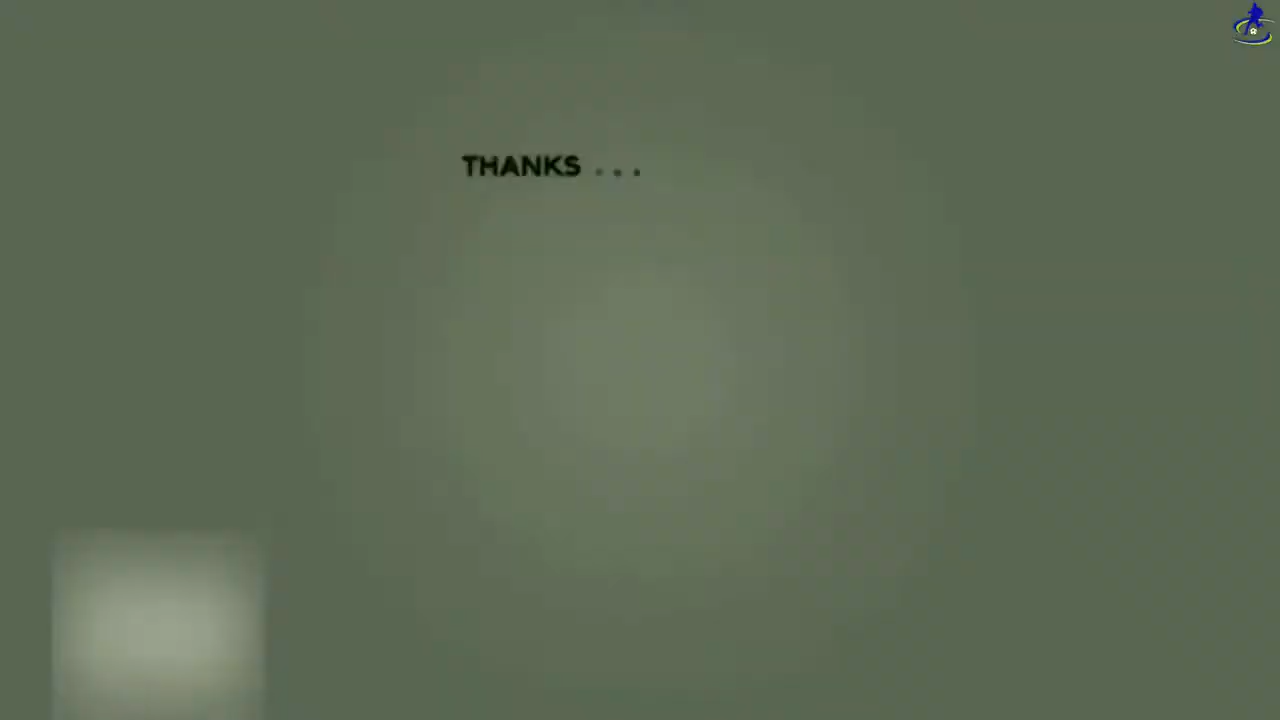 THANKS . . .